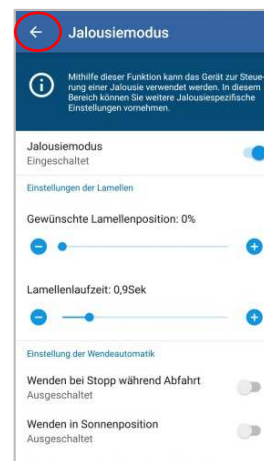 Jalousiemodus
Mithilfe dieser Funktion kann das Gerät zur Steue-
rung einer Jalousie verwendet werden. In diesem
Bereich können Sie weitere Jalousiespezifische
Einstellungen vornehmen.
Jalousiemodus
Eingeschaltet
Einstellungen der Lamellen
Gewünschte Lamellenposition: 0%
Lamellenlaufzeit: 0,9Sek
Einstellung der Wendeautomatik
Wenden bei Stopp während Abfahrt
Ausgeschaltet
Wenden in Sonnenposition
Ausgeschaltet